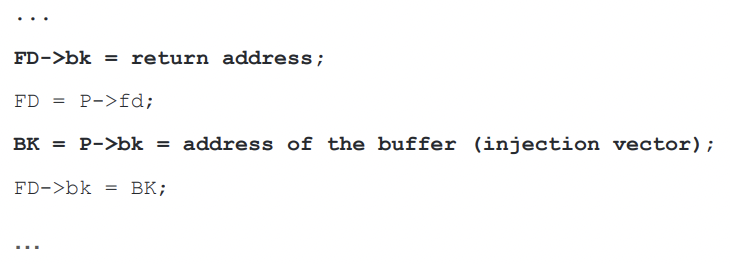 ...
FD->bk = return address;
FD = P->fd;
BK = P->bk = address of the buffer (injection vector);
FD->bk = BK;
...